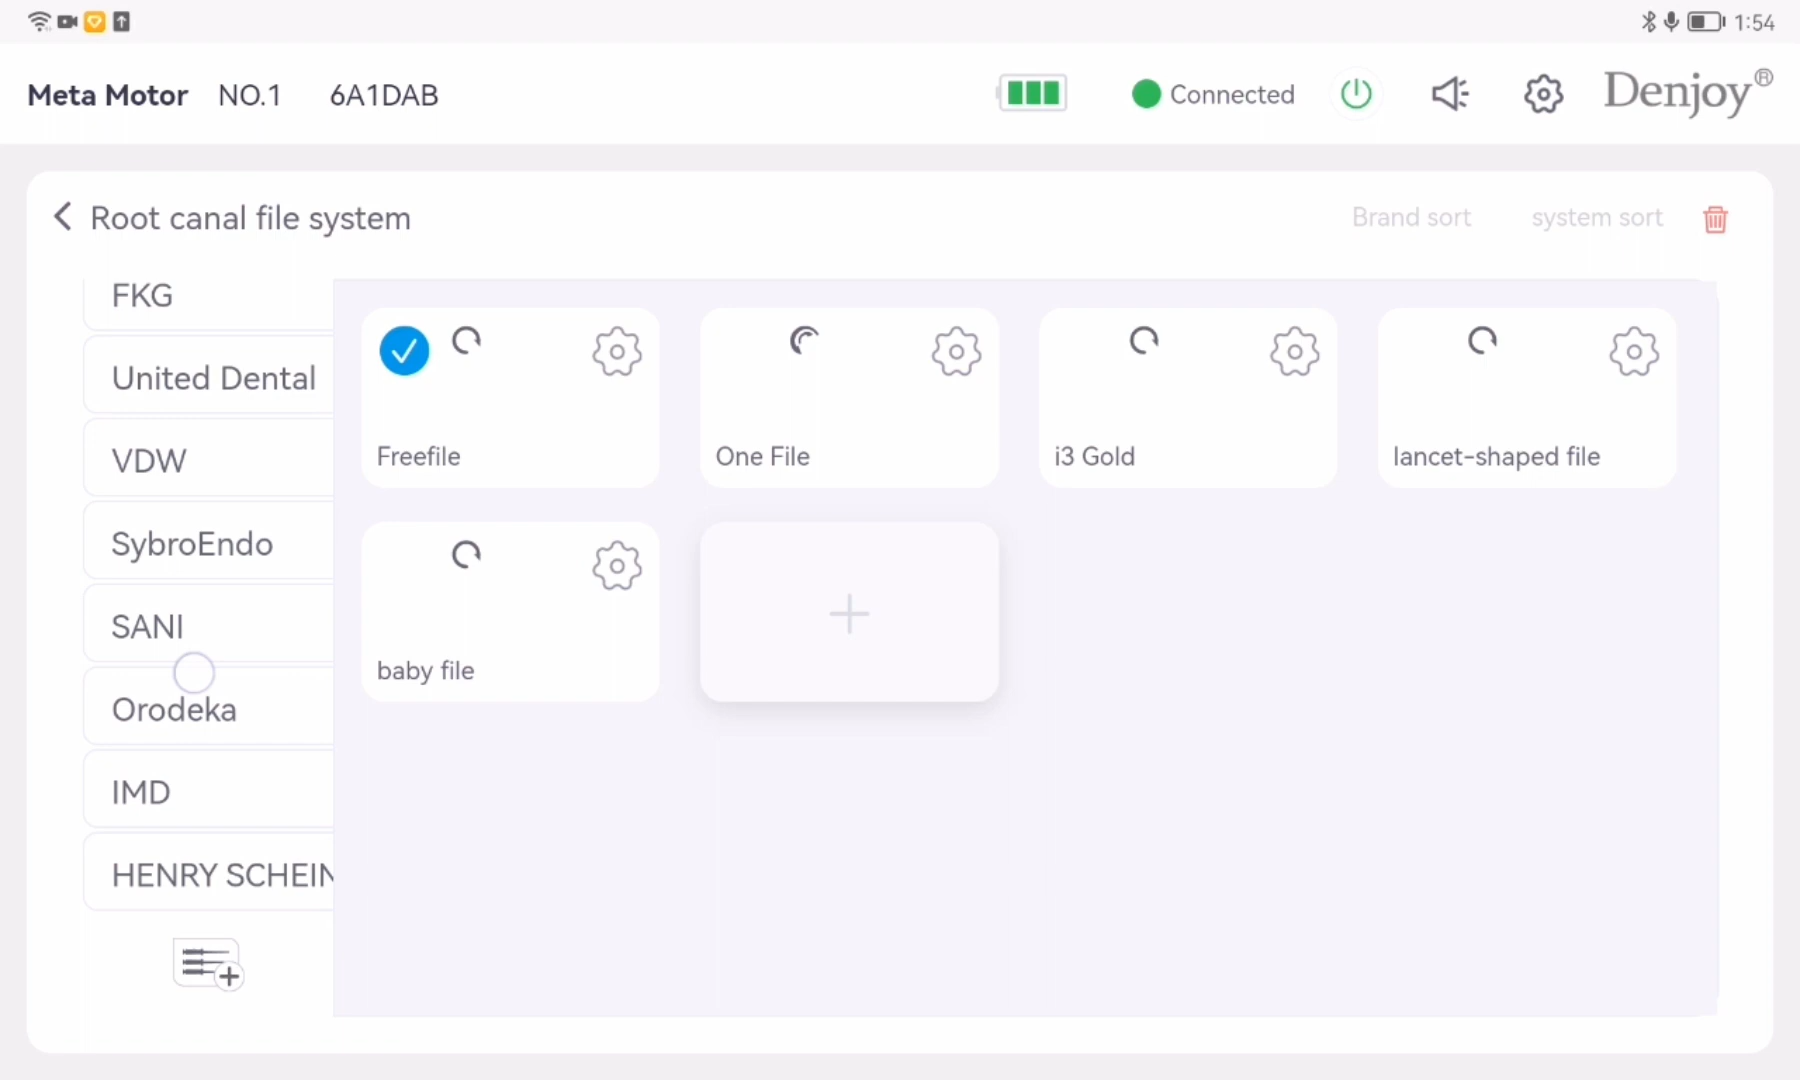 1:54
Meta Motor NO.1 6A1DAB
Connected
Denjoy®
Root canal file system
Brand sort
system sort
FKG
United Dental
VDW
SybroEndo
SANI
Orodeka
IMD
HENRY SCHEIN
Freefile
One File
i3 Gold
lancet-shaped file
baby file